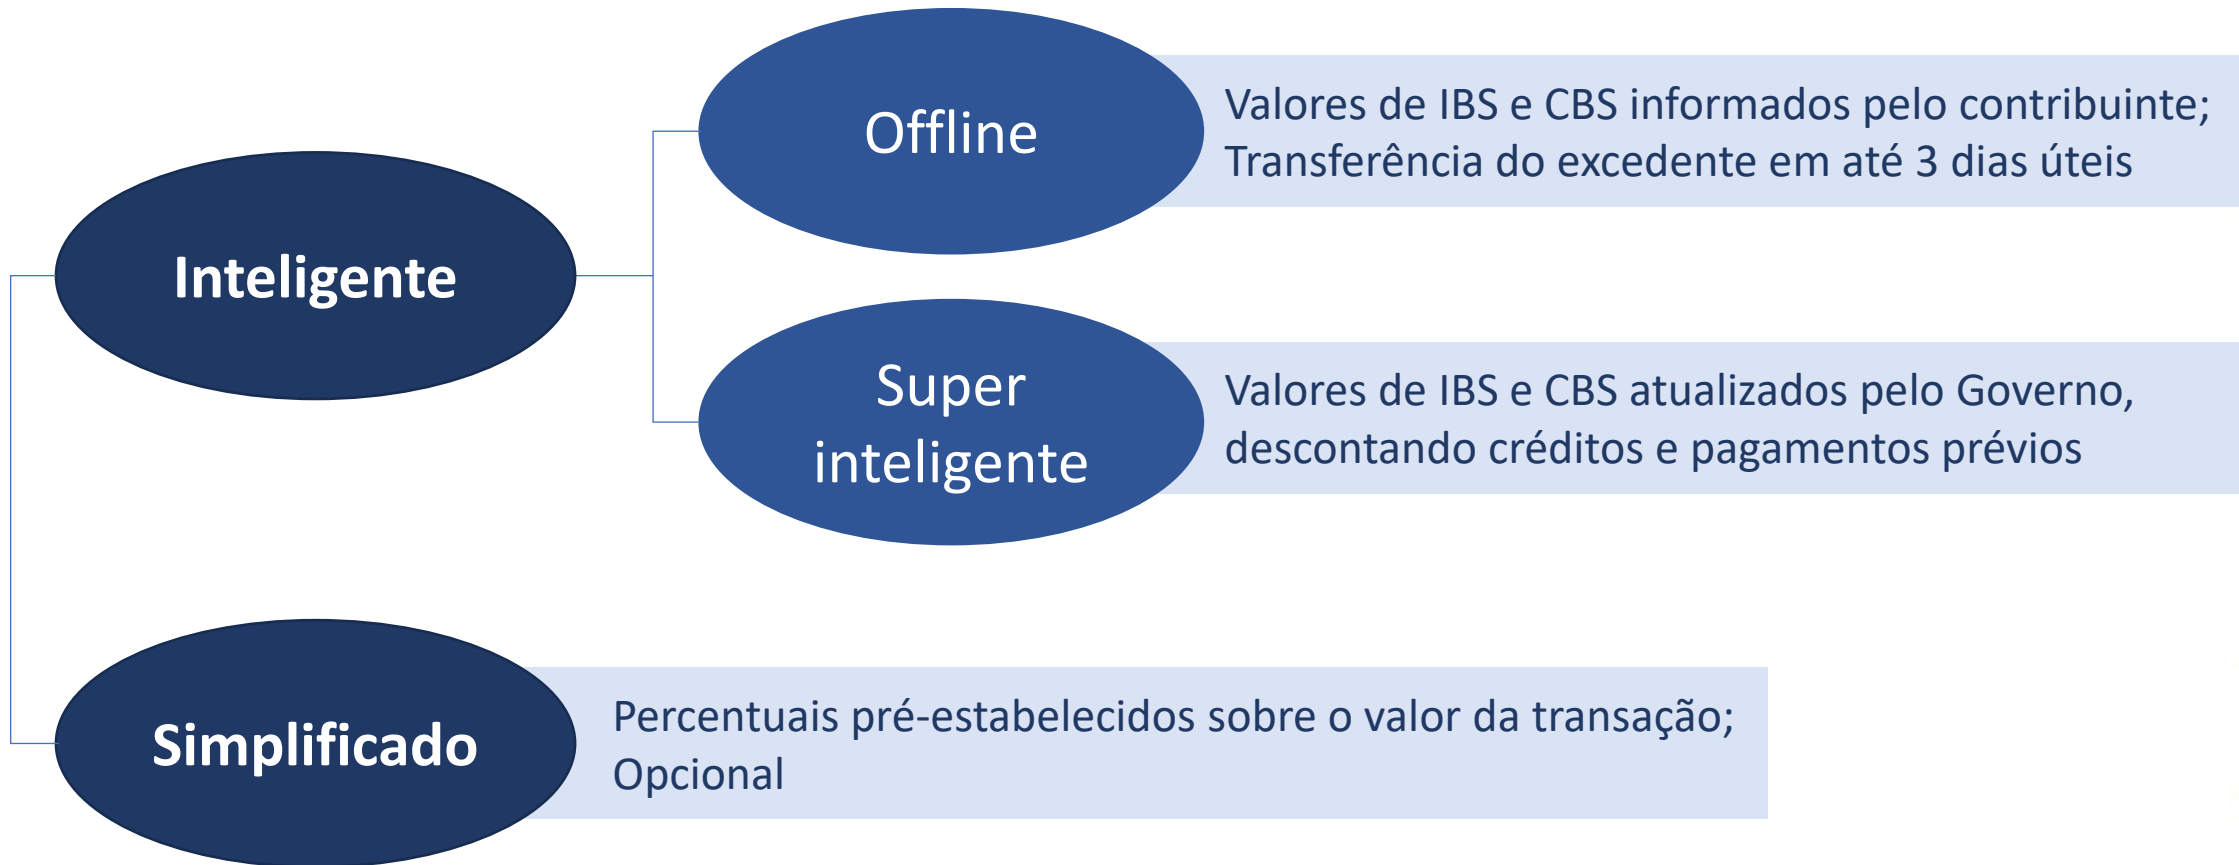 Offline
Valores de IBS e CBS informados pelo contribuinte;
Transferência do excedente em até 3 dias úteis
Inteligente
Super
inteligente
Valores de IBS e CBS atualizados pelo Governo,
descontando créditos e pagamentos prévios
Simplificado
Percentuais pré-estabelecidos sobre o valor da transação;
Opcional